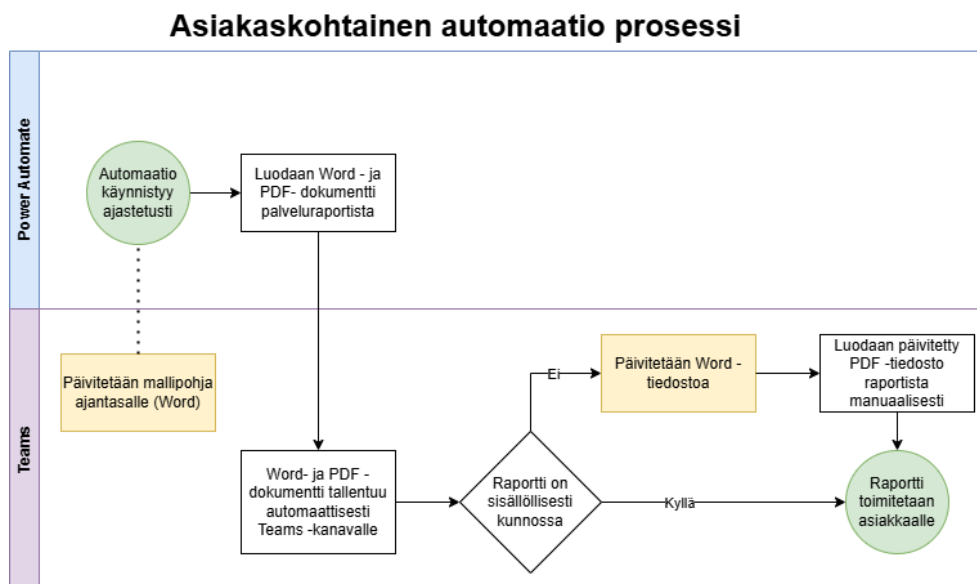 Asiakaskohtainen automaatio prosessi
Power Automate
Automaatio
käynnistyy
ajastetusti
Luodaan Word - ja
PDF- dokumentti
palveluraportista
Teams
Päivitetään mallipohja
ajantasalle (Word)
Word- ja PDF -
dokumentti tallentuu
automaattisesti
Teams -kanavalle
Raportti on
sisällöllisesti
kunnossa
Ei
Päivitetään Word -
tiedostoa
Luodaan päivitetty
PDF -tiedosto
raportista
manuaalisesti
Kyllä
Raportti
toimitetaan
asiakkaalle